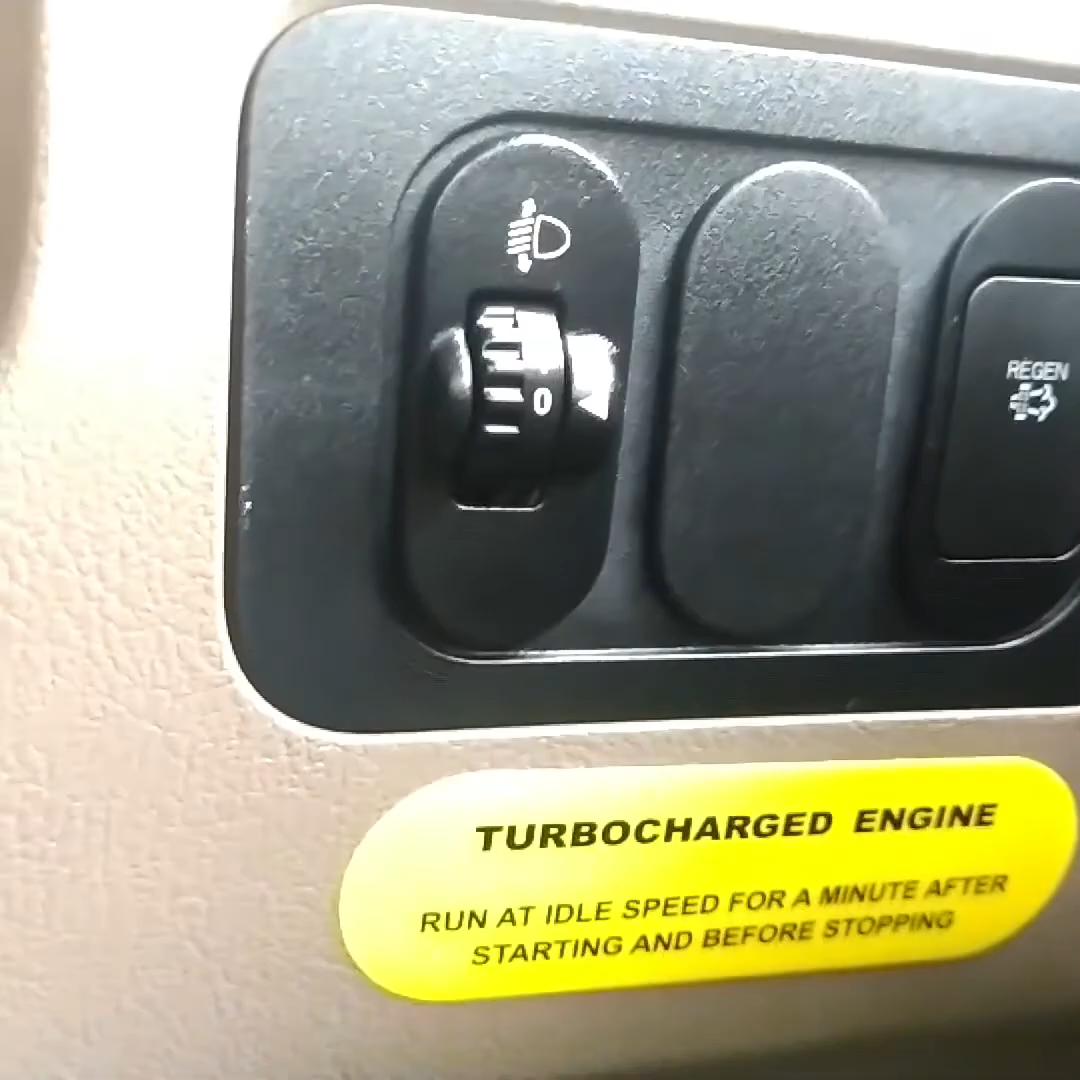 0
REGEN
TURBOCHARGED ENGINE
RUN AT IDLE SPEED FOR A MINUTE AFTER
STARTING AND BEFORE STOPPING